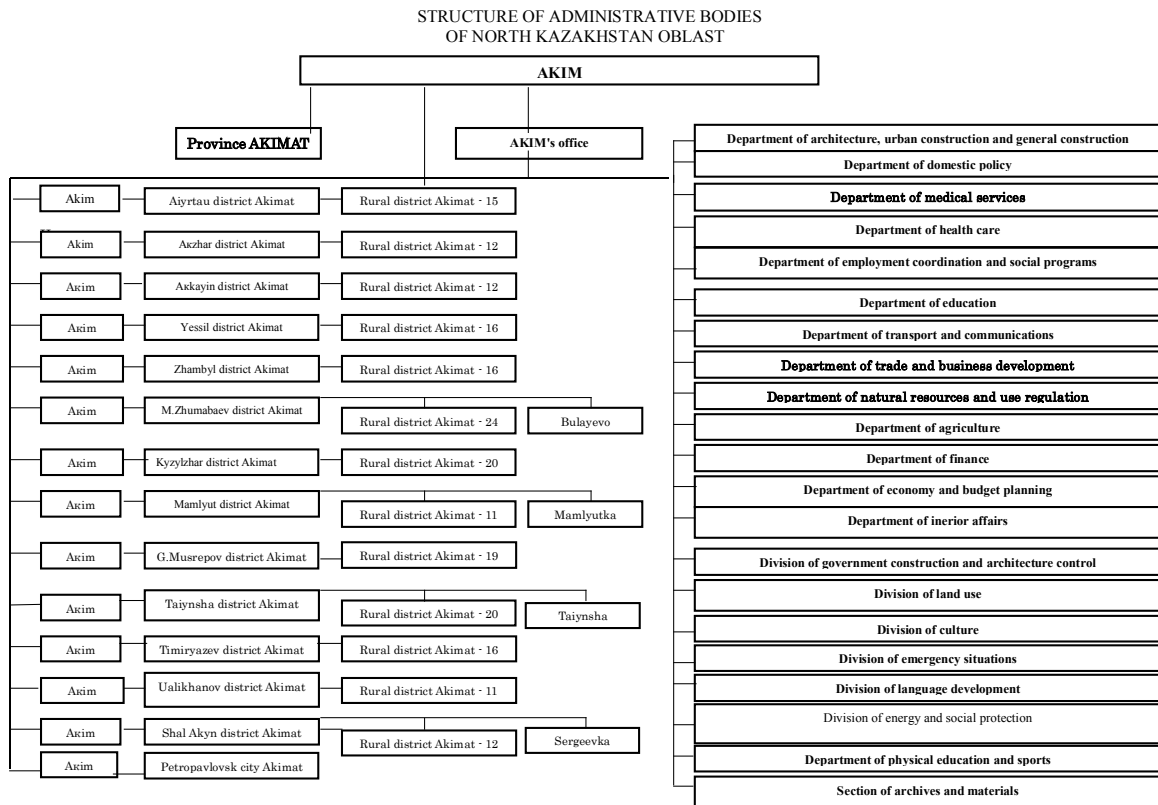 STRUCTURE OF ADMINISTRATIVE BODIES
OF NORTH KAZAKHSTAN OBLAST
AKIM
Province AKIMAT
AKIM's office
Akim
Aiyrtau district Akimat
Rural district Akimat - 15
Akim
Akzhar district Akimat
Rural district Akimat - 12
Akim
Akkayin district Akimat
Rural district Akimat - 12
Akim
Yessil district Akimat
Rural district Akimat - 16
Akim
Zhambyl district Akimat
Rural district Akimat - 16
Akim
M.Zhumabaev district Akimat
Rural district Akimat - 24
Bulayevo
Akim
Kyzylzhar district Akimat
Rural district Akimat - 20
Akim
Mamlyut district Akimat
Rural district Akimat - 11
Mamlyutka
Akim
G.Musrepov district Akimat
Rural district Akimat - 19
Akim
Taiynsha district Akimat
Rural district Akimat - 20
Taiynsha
Akim
Timiryazev district Akimat
Rural district Akimat - 16
Akim
Ualikhanov district Akimat
Rural district Akimat - 11
Akim
Shal Akyn district Akimat
Rural district Akimat - 12
Sergeevka
Akim
Petropavlovsk city Akimat
Department of architecture, urban construction and general construction
Department of domestic policy
Department of medical services
Department of health care
Department of employment coordination and social programs
Department of education
Department of transport and communications
Department of trade and business development
Department of natural resources and use regulation
Department of agriculture
Department of finance
Department of economy and budget planning
Department of inerior affairs
Division of government construction and architecture control
Division of land use
Division of culture
Division of emergency situations
Division of language development
Division of energy and social protection
Department of physical education and sports
Section of archives and materials